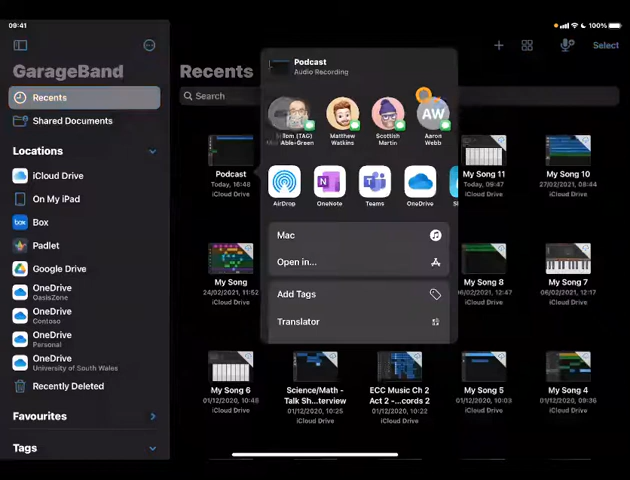 09:41
100%
Select
GarageBand
Recents
Shared Documents
Locations
iCloud Drive
On My iPad
Box
Padlet
Google Drive
OneDrive
OasisZone
OneDrive
Contoso
OneDrive
Personal
OneDrive
University of South Wales
Recently Deleted
Favourites
Tags
Recents
Search
Podcast
Today, 16:48
iCloud Drive
My Song
24/02/2021, 11:52
iCloud Drive
My Song 6
01/12/2020, 10:48
iCloud Drive
Science/Math -
Talk Sh...terview
01/12/2020, 10:25
iCloud Drive
ECC Music Ch 2
Act 2 -...cords 2
01/12/2020, 10:22
iCloud Drive
My Song 5
01/12/2020, 10:03
iCloud Drive
My Song 4
01/12/2020, 09:36
iCloud Drive
My Song 11
Today, 09:47
iCloud Drive
My Song 10
27/02/2021, 08:44
iCloud Drive
My Song 8
iCloud Drive
My Song 7
06/12/2020, 12:17
iCloud Drive
Podcast
Audio Recording
Tom (TAG)
Able-Green
Matthew
Watkins
Scottish
Martin
AW
Aaron
Webb
AirDrop
OneNote
Teams
OneDrive
Mac
Open in...
Add Tags
Translator